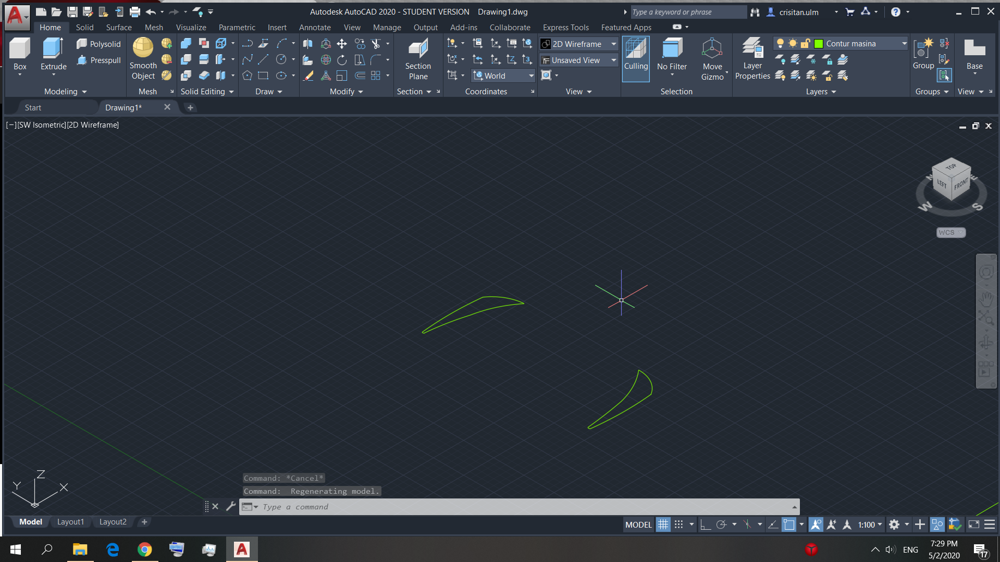 Autodesk AutoCAD 2020 - STUDENT VERSION Drawing1.dwg
Type a keyword or phrase
crisitan.ulm
Home Solid Surface Mesh Visualize Parametric Insert Annotate View Manage Output Add-ins Collaborate Express Tools Featured Apps
Box
Extrude
Polysolid
Presspull
Modeling
Smooth
Object
Mesh
Solid Editing
Draw
Modify
Section
Plane
Section
World
Coordinates
2D Wireframe
Unsaved View
View
Culling
No Filter
Move
Gizmo
Selection
Layer
Properties
Contur masina
Layers
Group
Groups
Base
View
Start
Drawing1*
[−][SW Isometric][2D Wireframe]
TOP
LEFT
FRONT
N
E
W
S
WCS
Z
Y
X
Command: *Cancel*
Command: Regenerating model.
Type a command
Model
Layout1
Layout2
MODEL
1:100
ENG
7:29 PM
5/2/2020
17